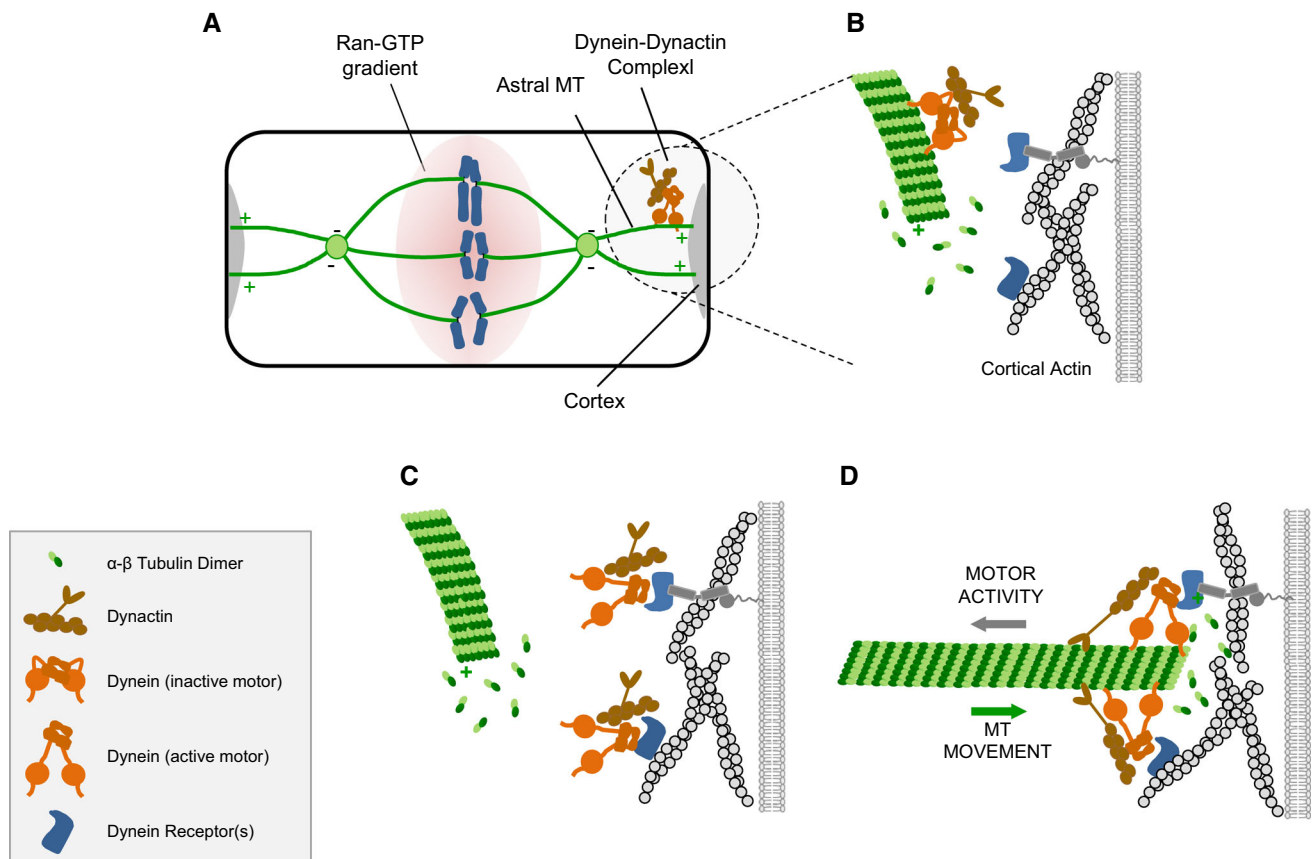 A
Ran-GTP
gradient
Astral MT
Dynein-Dynactin
Complexl
+
+
-
-
-
-
+
+
Cortex
B
+
Cortical Actin
α-β Tubulin Dimer
Dynactin
Dynein (inactive motor)
Dynein (active motor)
Dynein Receptor(s)
C
+
D
MOTOR
ACTIVITY
+
MT
MOVEMENT